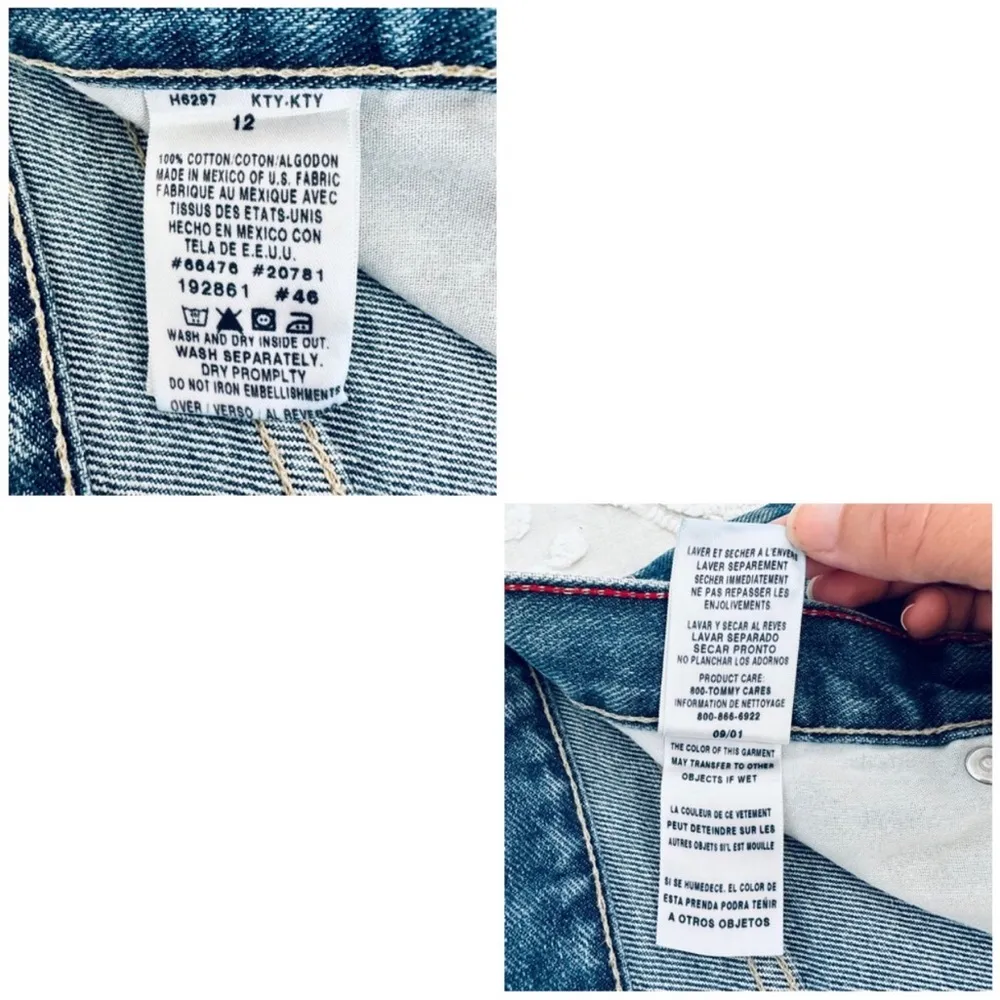 H6297 KTY-KTY
12
100% COTTON/COTON/ALGODON
MADE IN MEXICO OF U.S. FABRIC
FABRIQUE AU MEXIQUE AVEC
TISSUS DES ETATS-UNIS
HECHO EN MEXICO CON
TELA DE E.E.U.U.
#66476 #20781
192861 #46
WASH AND DRY INSIDE OUT.
WASH SEPARATELY.
DRY PROMPLTY
DO NOT IRON EMBELLISHMENTS
OVER / VERSO / AL REVERSO
LAVER ET SECHER A L'ENVERS
LAVER SEPAREMENT
SECHER IMMEDIATEMENT
NE PAS REPASSER LES
ENJOLIVEMENTS
LAVAR Y SECAR AL REVES
LAVAR SEPARADO
SECAR PRONTO
NO PLANCHAR LOS ADORNOS
PRODUCT CARE:
800-TOMMY CARES
INFORMATION DE NETTOYAGE
800-866-6922
09/01
THE COLOR OF THIS GARMENT
MAY TRANSFER TO OTHER
OBJECTS IF WET
LA COULEUR DE CE VETEMENT
PEUT DETEINDRE SUR LES
AUTRES OBJETS S'IL EST MOUILLE
SI SE HUMEDECE. EL COLOR DE
ESTA PRENDA PODRA TEÑIR
A OTROS OBJETOS